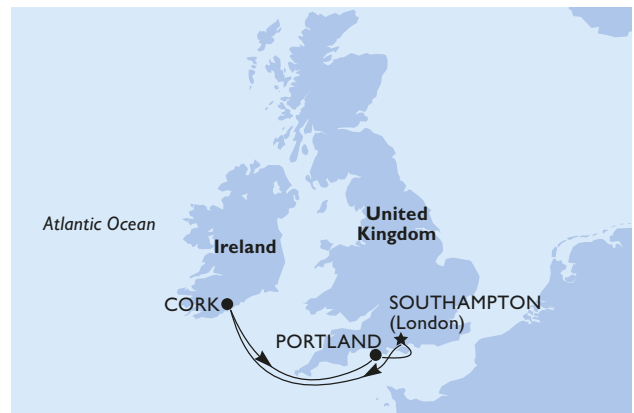 Atlantic Ocean
United
Kingdom
Ireland
CORK
SOUTHAMPTON
(London)
PORTLAND